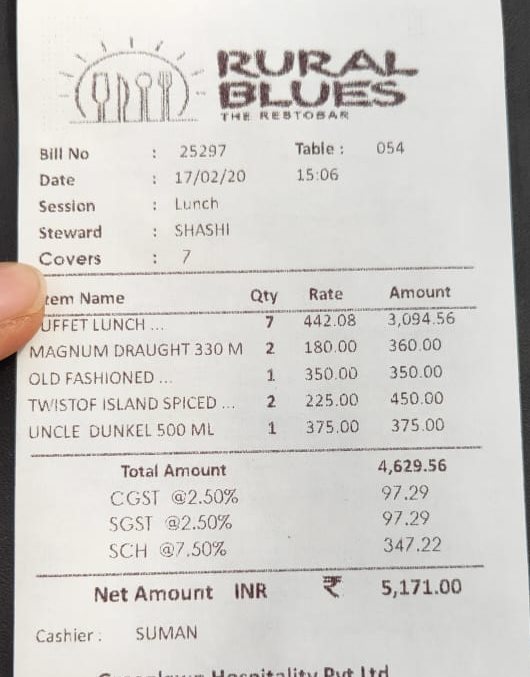 RURAL
BLUES
THE RESTOBAR
Bill No : 25297 Table : 054
Date : 17/02/20 15:06
Session : Lunch
Steward : SHASHI
Covers : 7
tem Name Qty Rate Amount
UFFET LUNCH ... 7 442.08 3,094.56
MAGNUM DRAUGHT 330 M 2 180.00 360.00
OLD FASHIONED ... 1 350.00 350.00
TWISTOF ISLAND SPICED ... 2 225.00 450.00
UNCLE DUNKEL 500 ML 1 375.00 375.00
Total Amount 4,629.56
CGST @2.50% 97.29
SGST @2.50% 97.29
SCH @7.50% 347.22
Net Amount INR ₹ 5,171.00
Cashier : SUMAN
Hospitality Pvt Ltd